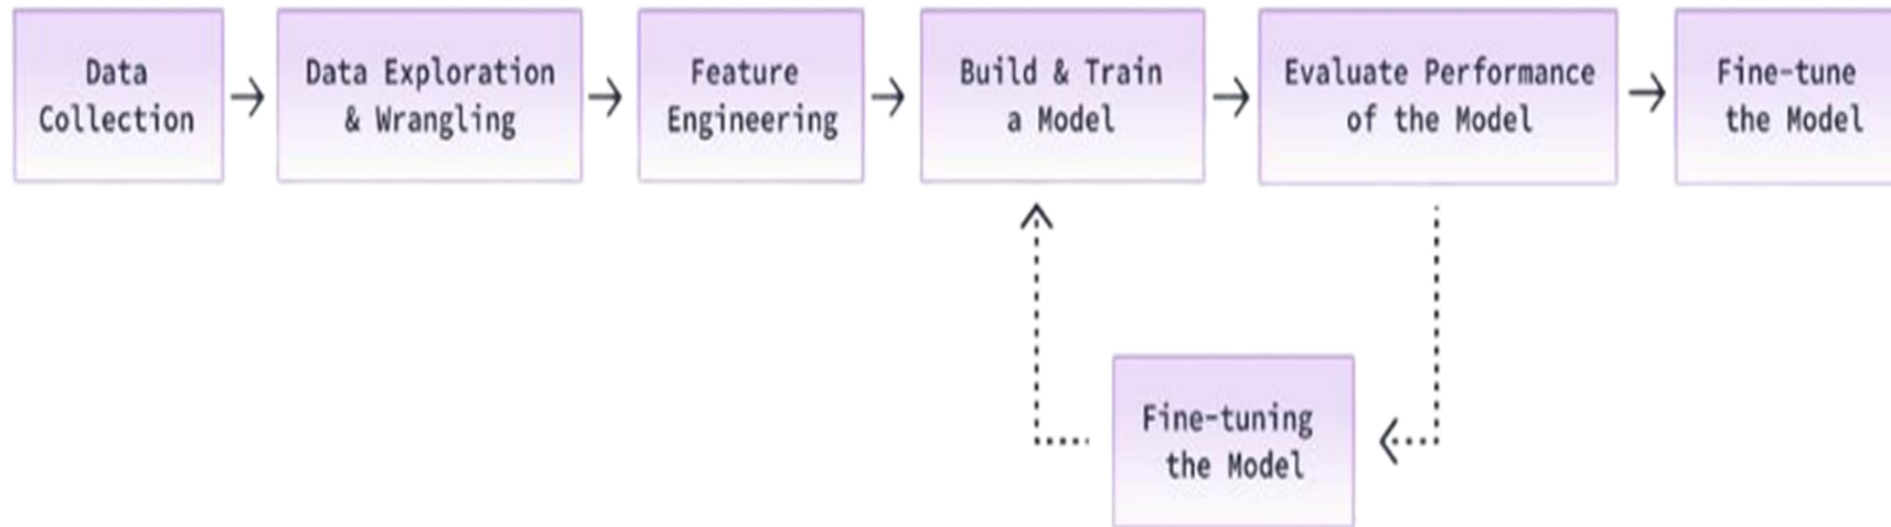 Data
Collection
Data Exploration
& Wrangling
Feature
Engineering
Build & Train
a Model
Evaluate Performance
of the Model
Fine-tune
the Model
Fine-tuning
the Model